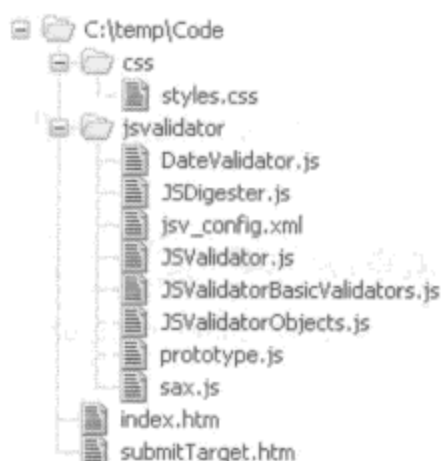 C:\temp\Code
css
styles.css
jsvalidator
DateValidator.js
JSDigester.js
jsv_config.xml
JSValidator.js
JSValidatorBasicValidators.js
JSValidatorObjects.js
prototype.js
sax.js
index.htm
submitTarget.htm